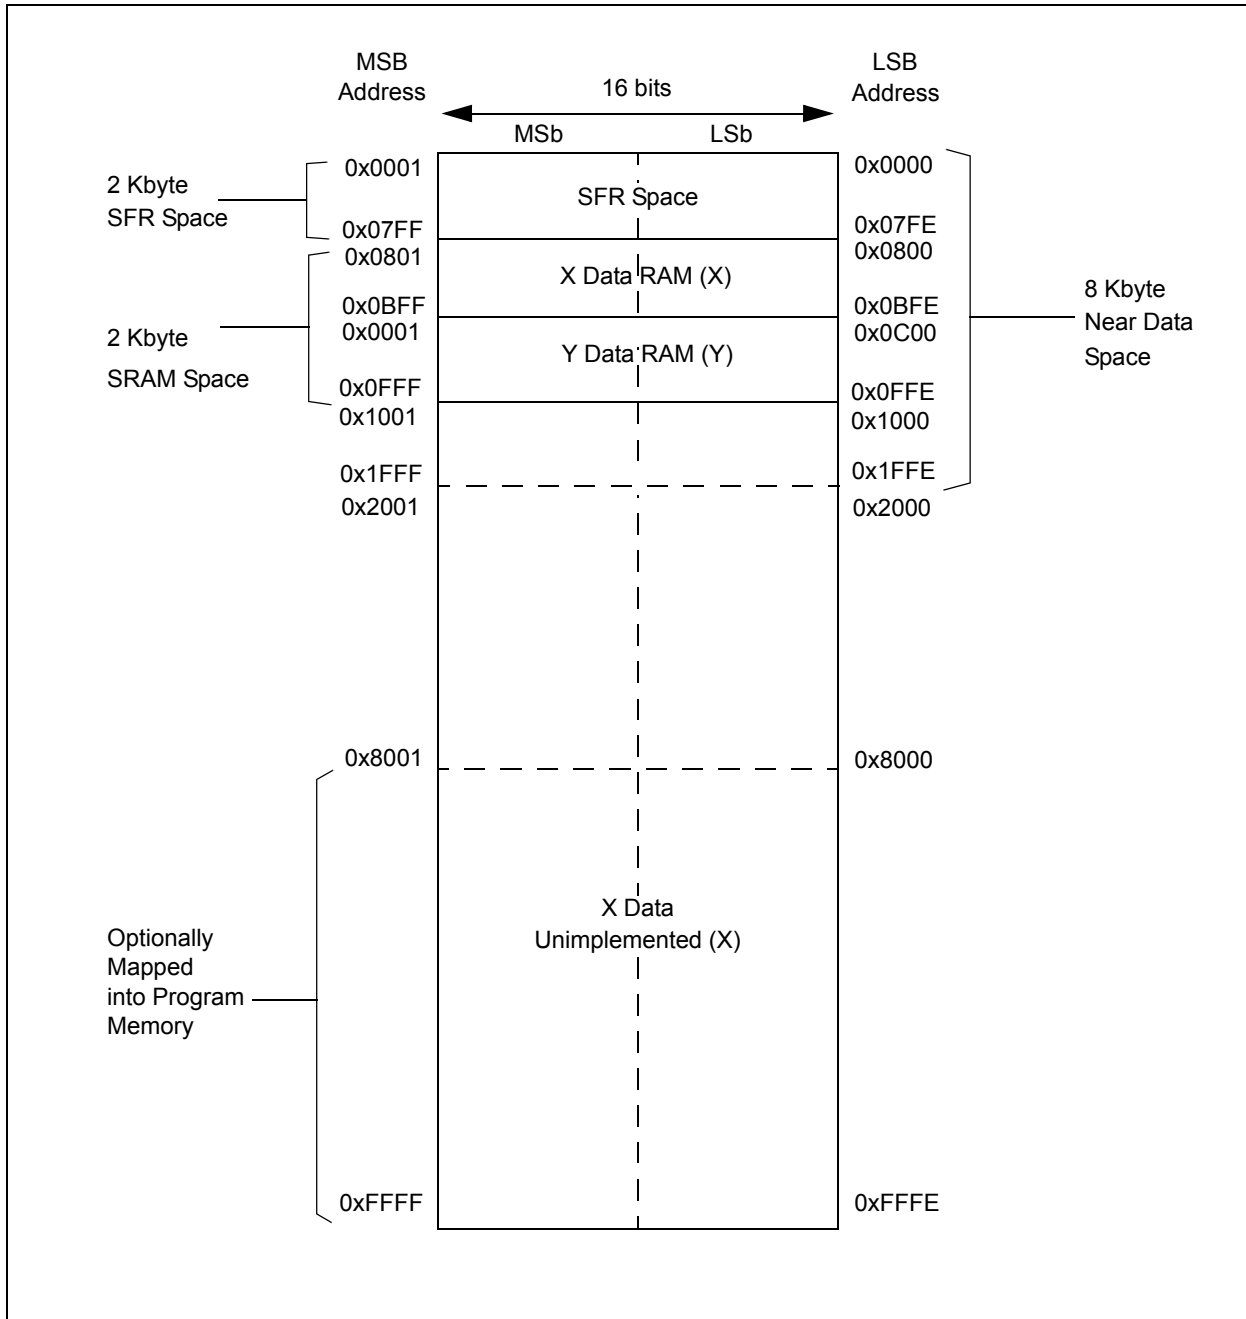 MSB
Address
LSB
Address
16 bits
MSb
LSb
0x0001
0x0000
2 Kbyte
SFR Space
SFR Space
0x07FF
0x07FE
0x0801
0x0800
X Data RAM (X)
0x0BFF
0x0BFE
0x0001
0x0C00
2 Kbyte
SRAM Space
Y Data RAM (Y)
8 Kbyte
Near Data
Space
0x0FFF
0x0FFE
0x1001
0x1000
0x1FFF
0x1FFE
0x2001
0x2000
0x8001
0x8000
X Data
Unimplemented (X)
Optionally
Mapped
into Program
Memory
0xFFFF
0xFFFE